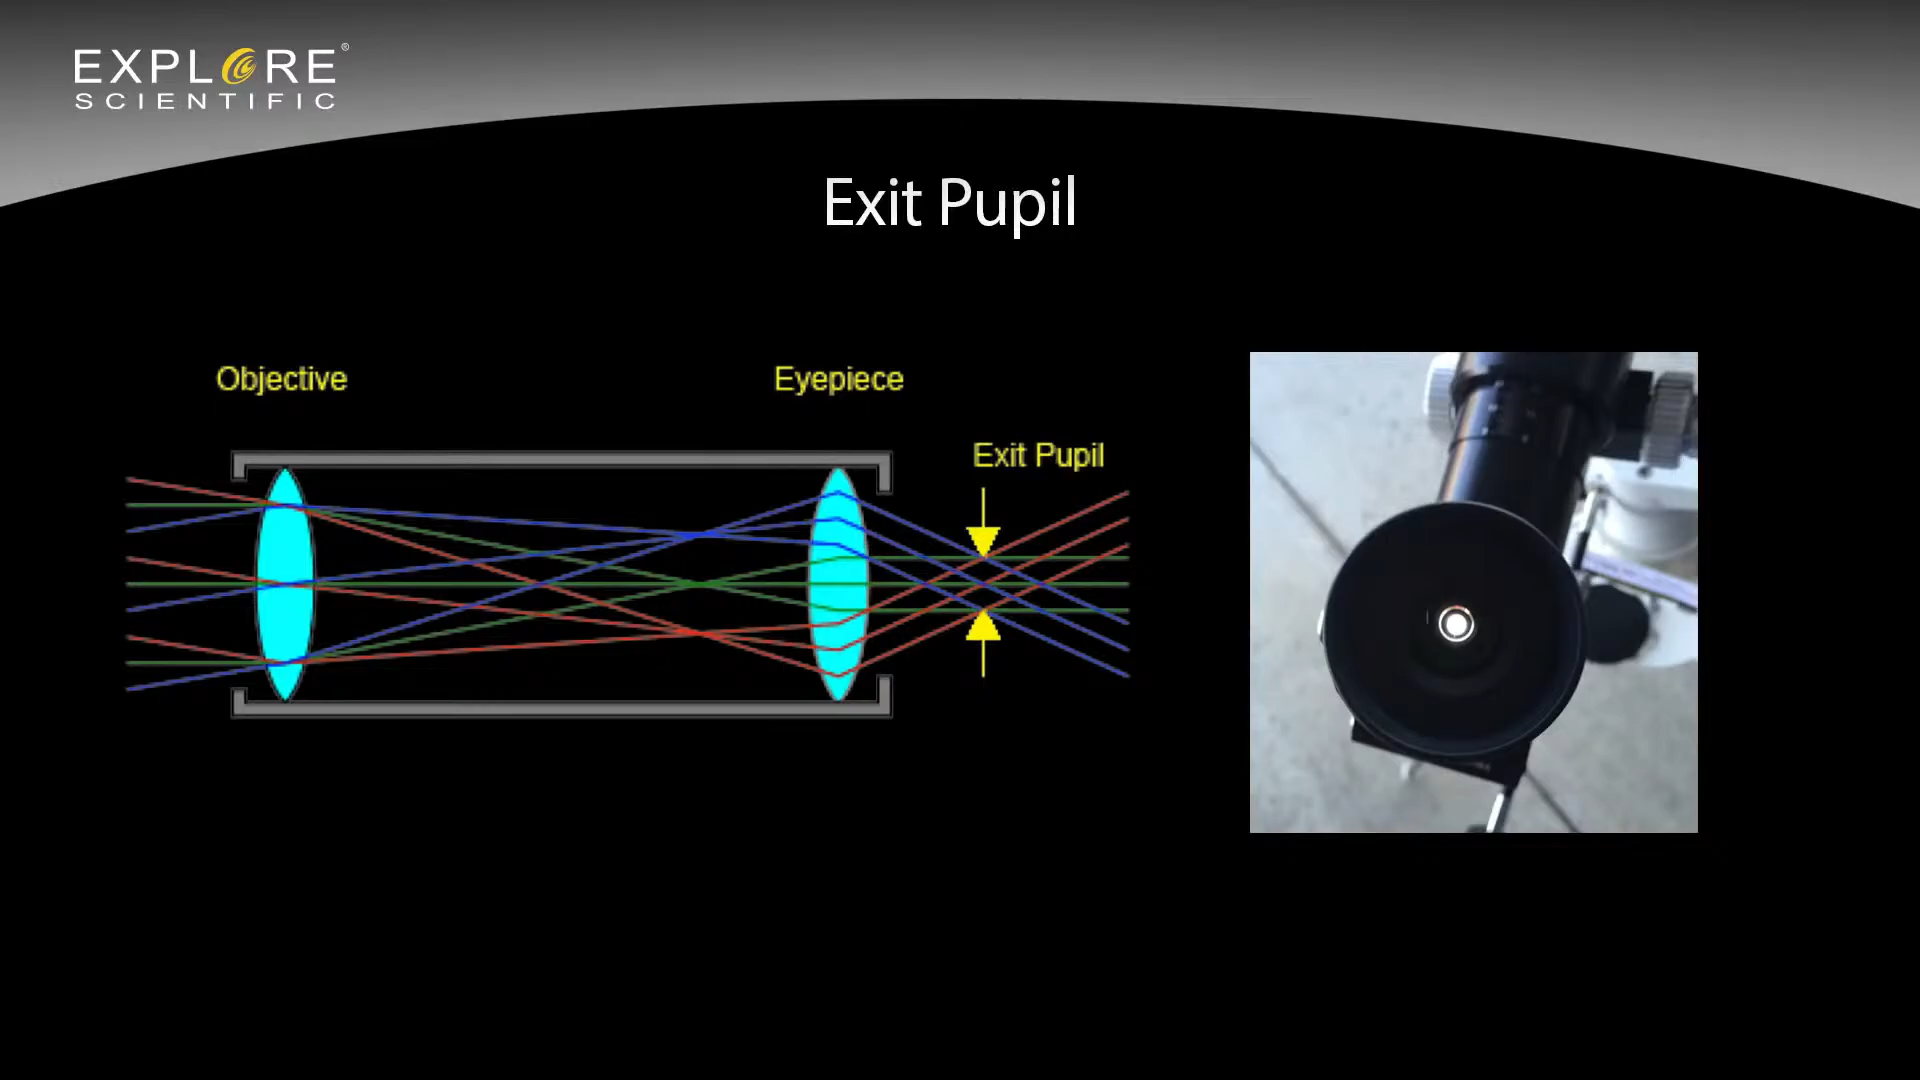 EXPLORE®
SCIENTIFIC
Exit Pupil
Objective
Eyepiece
Exit Pupil